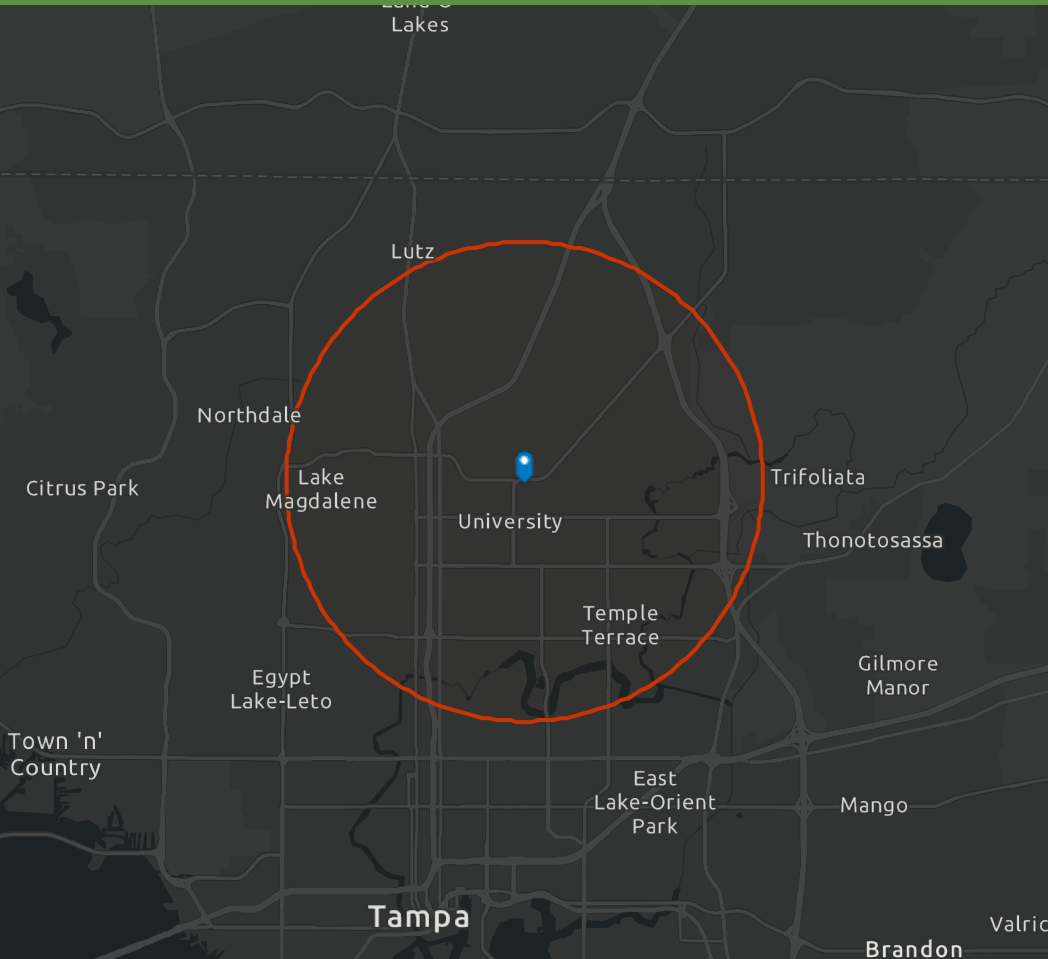 Lakes
Lutz
Northdale
Citrus Park
Lake
Magdalene
University
Trifoliata
Thonotosassa
Temple
Terrace
Gilmore
Manor
Egypt
Lake-Leto
Town 'n'
Country
East
Lake-Orient
Park
Mango
Tampa
Valric
Brandon